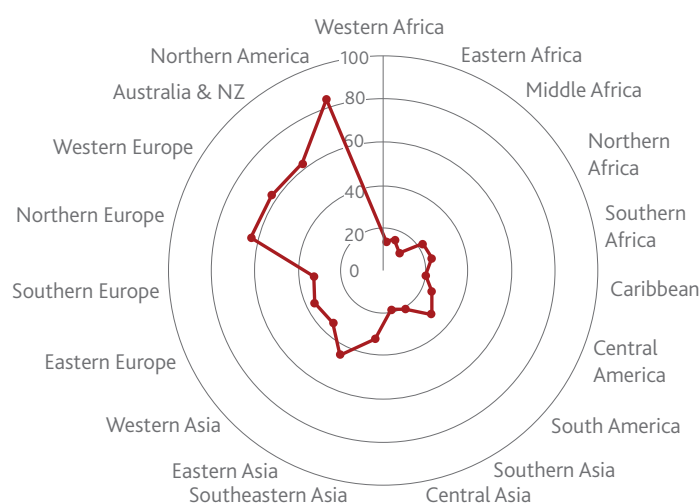 Western Africa
Eastern Africa
Middle Africa
Northern
Africa
Southern
Africa
Caribbean
Central
America
South America
Southern Asia
Central Asia
Southeastern Asia
Eastern Asia
Western Asia
Eastern Europe
Southern Europe
Northern Europe
Western Europe
Australia & NZ
Northern America
100
80
60
40
20
0